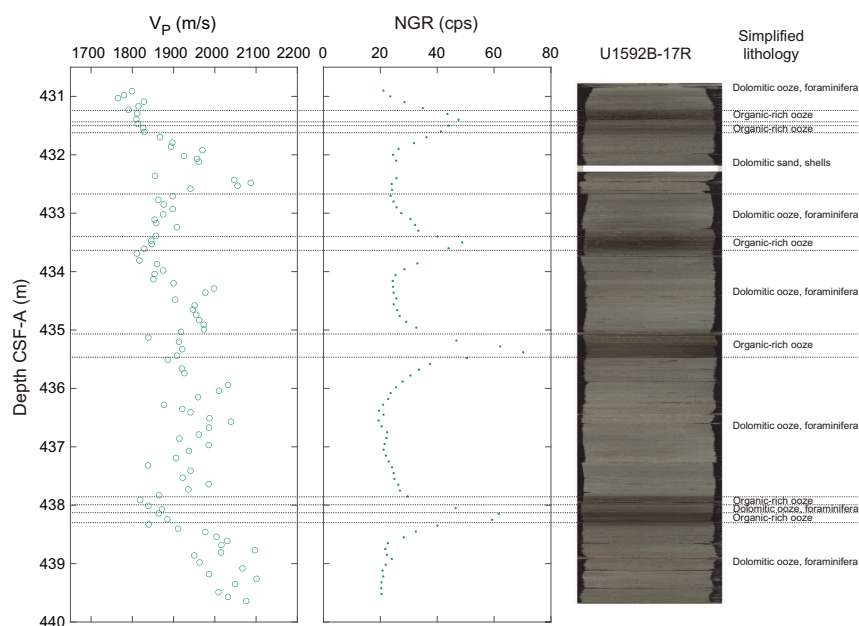 V_P (m/s)
NGR (cps)
Simplified
lithology
U1592B-17R
1700 1800 1900 2000 2100 2200
0 20 40 60 80
Depth CSF-A (m)
431
432
433
434
435
436
437
438
439
440
Dolomitic ooze, foraminifera
Organic-rich ooze
Organic-rich ooze
Dolomitic sand, shells
Dolomitic ooze, foraminifera
Organic-rich ooze
Dolomitic ooze, foraminifera
Organic-rich ooze
Dolomitic ooze, foraminifera
Organic-rich ooze
Dolomitic ooze, foraminifera
Organic-rich ooze
Dolomitic ooze, foraminifera